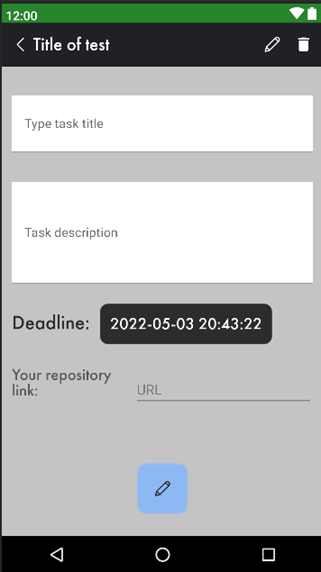 12:00
Title of test
Type task title
Task description
Deadline: 2022-05-03 20:43:22
Your repository
link: URL